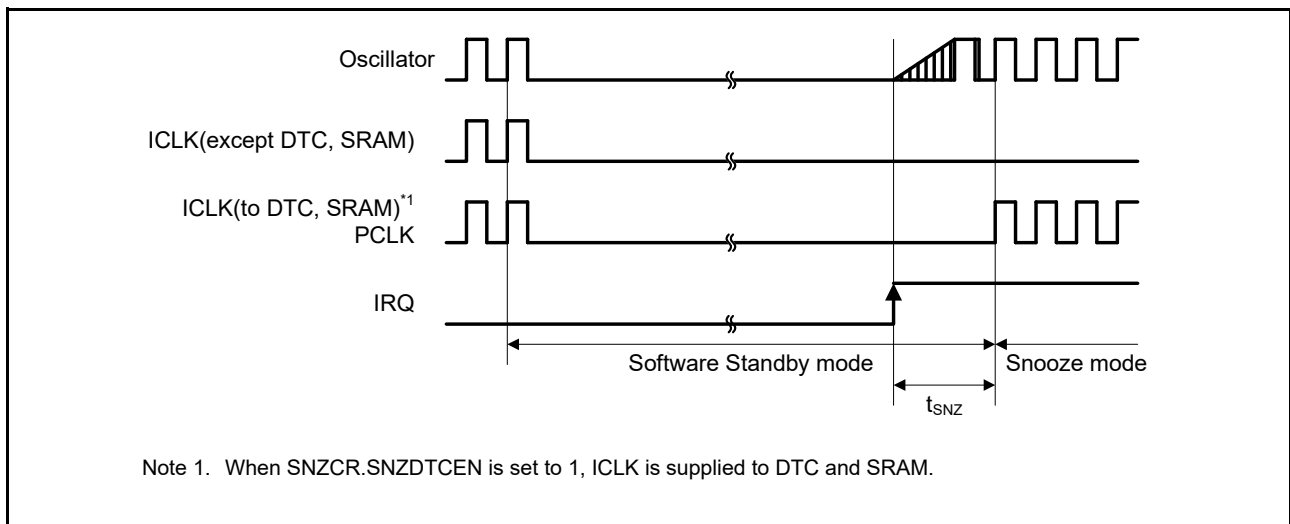 Oscillator
ICLK(except DTC, SRAM)
ICLK(to DTC, SRAM)*1
PCLK
IRQ
Software Standby mode
Snooze mode
tSNZ
Note 1. When SNZCR.SNZDTCEN is set to 1, ICLK is supplied to DTC and SRAM.